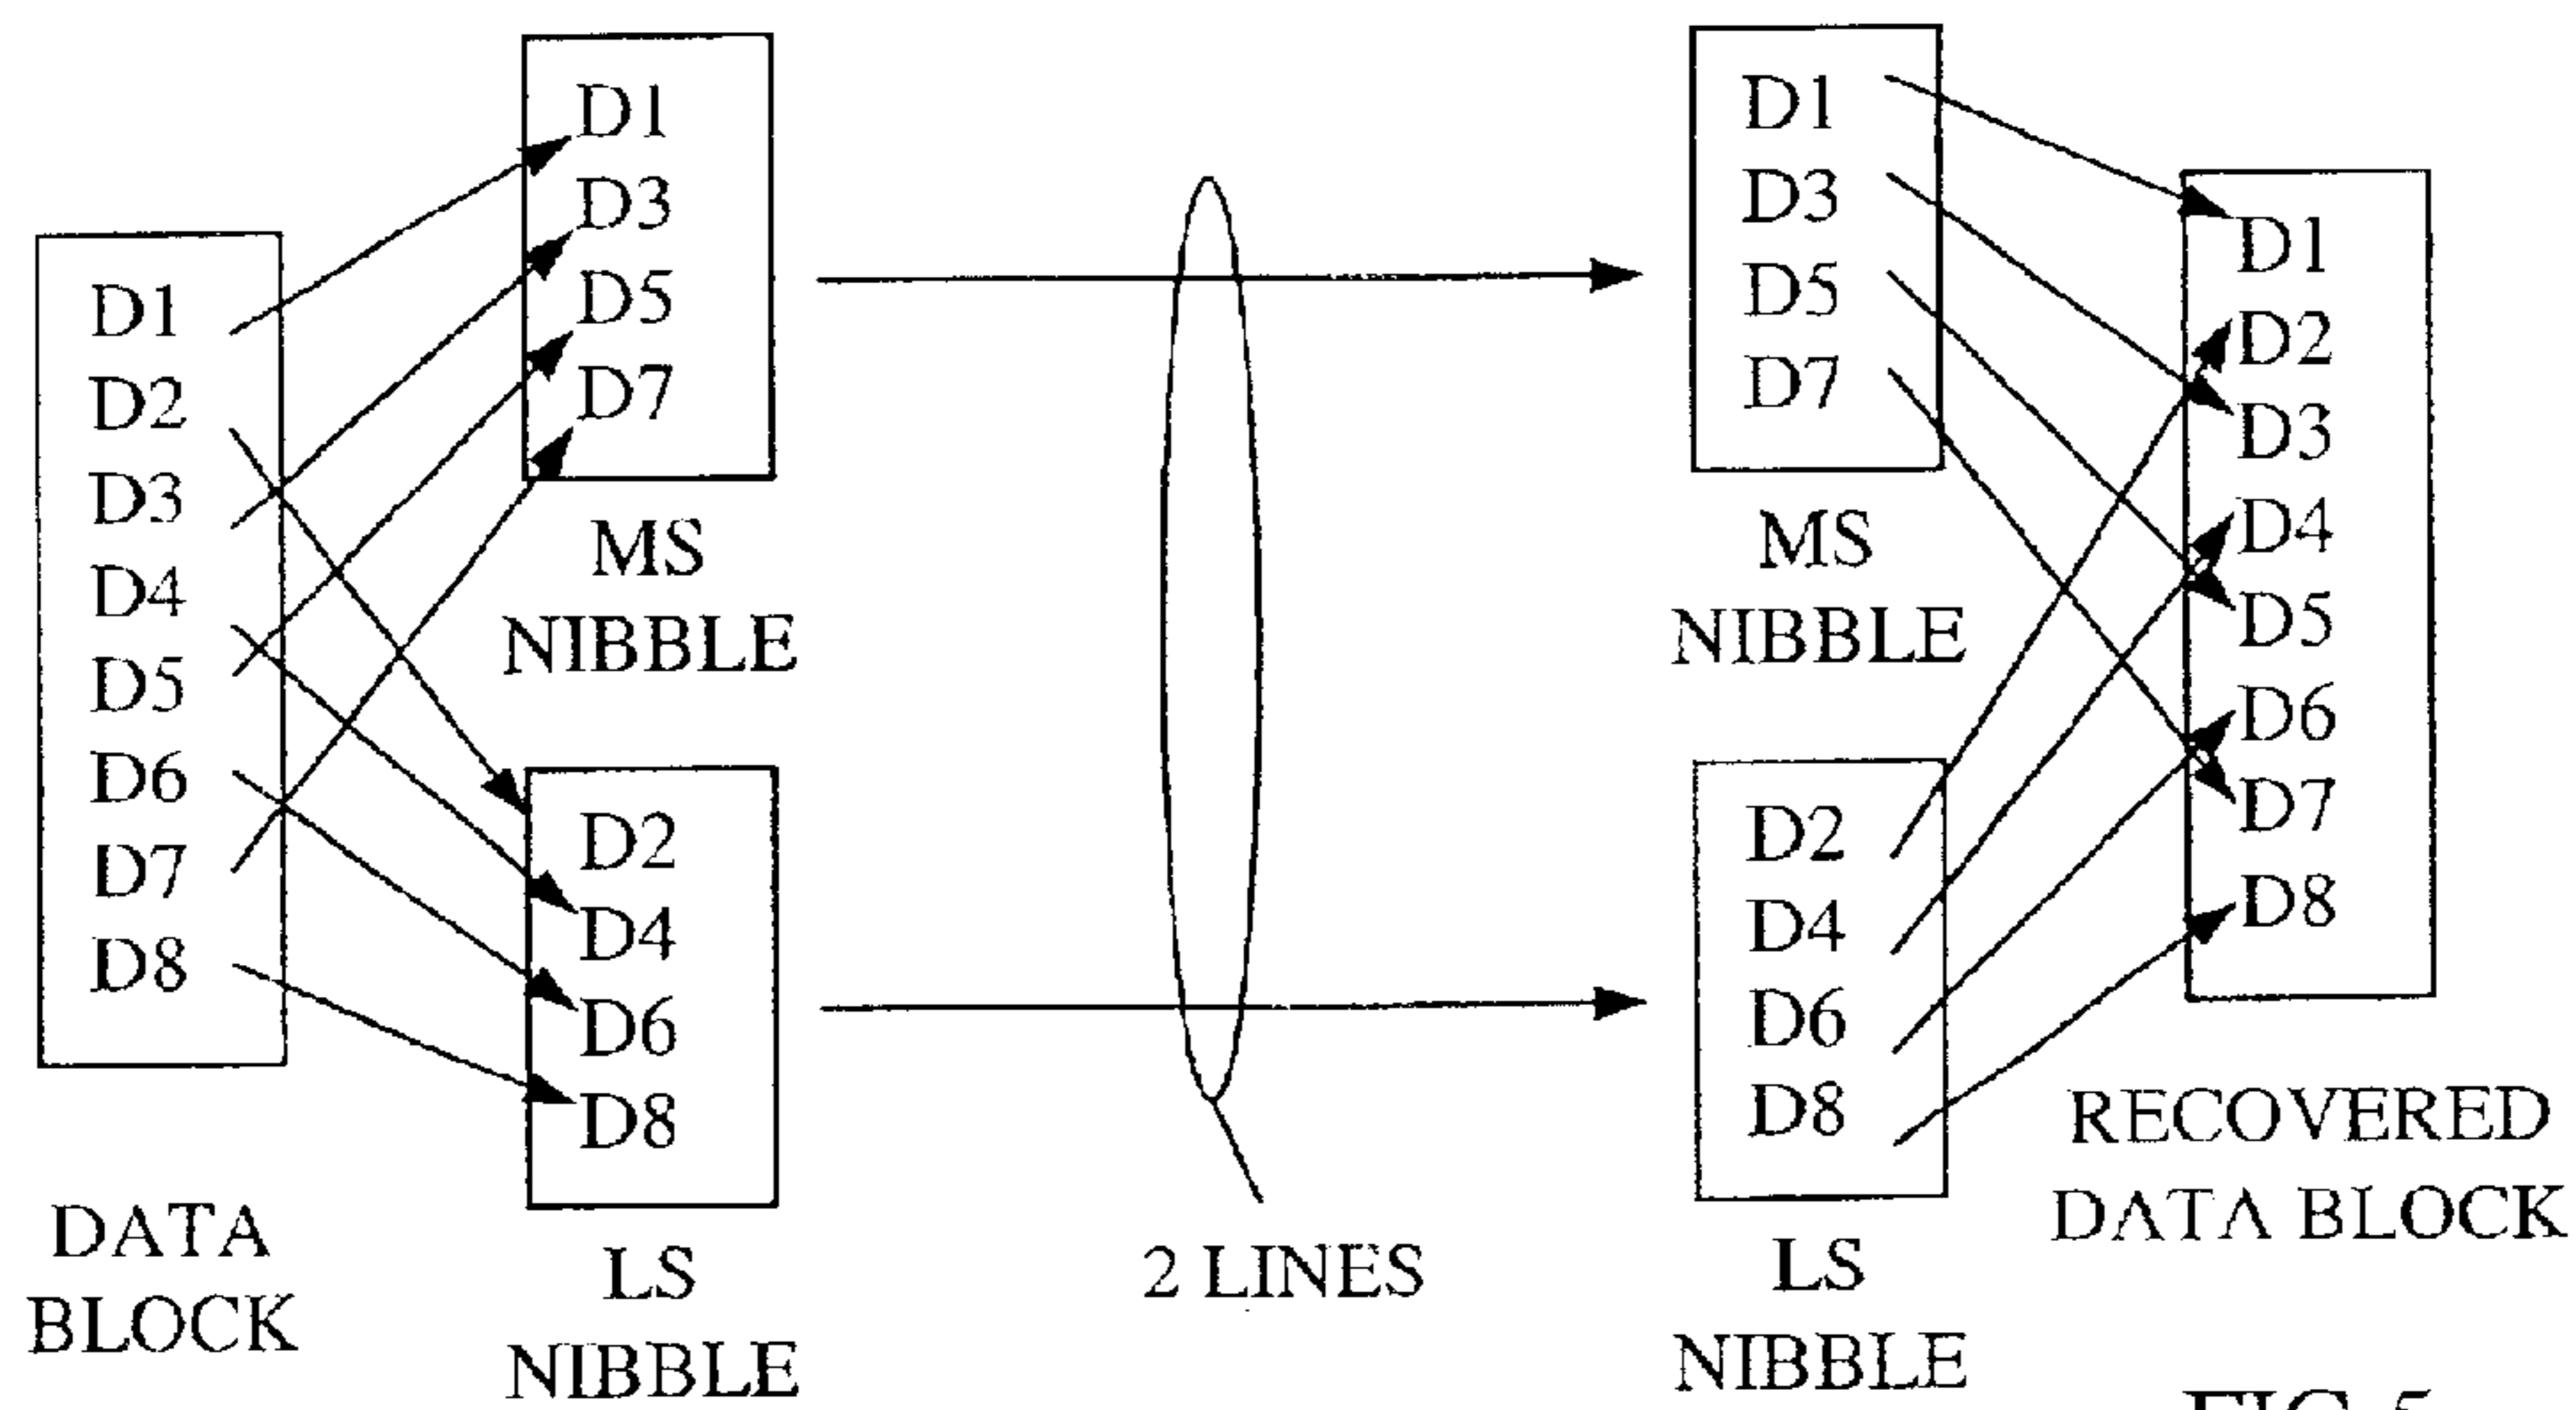 D1
D2
D3
D4
D5
D6
D7
D8
DATA
BLOCK
D1
D3
D5
D7
MS
NIBBLE
D2
D4
D6
D8
LS
NIBBLE
2 LINES
D1
D3
D5
D7
MS
NIBBLE
D2
D4
D6
D8
LS
NIBBLE
D1
D2
D3
D4
D5
D6
D7
D8
RECOVERED
DATA BLOCK